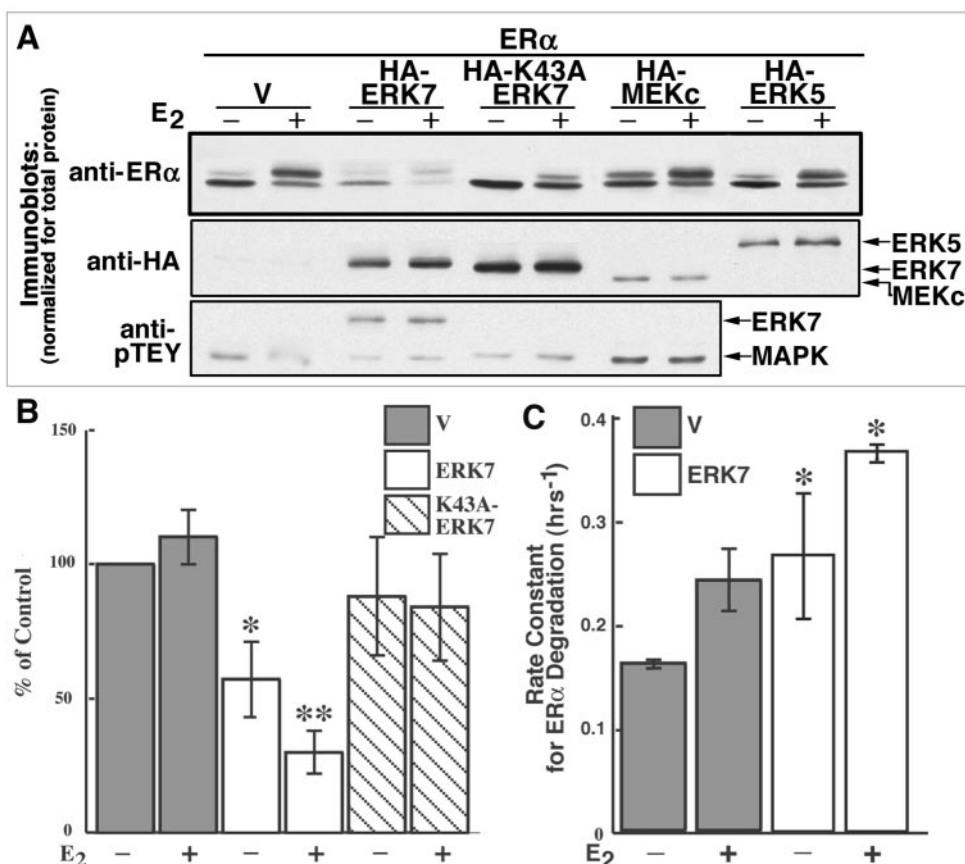 A
ERα
V
HA-
ERK7
HA-K43A
ERK7
HA-
MEKc
HA-
ERK5
E2 − + − + − + − + − +
Immunoblots:
(normalized for total protein)
anti-ERα
anti-HA
ERK5
ERK7
MEKc
anti-
pTEY
ERK7
MAPK
B
V
ERK7
K43A-
ERK7
% of Control
150
100
50
0
*
**
E2 − + − + − +
C
V
ERK7
Rate Constant
for ERα Degradation (hrs-1)
0.4
0.3
0.2
0.1
0
*
*
E2 − + − +